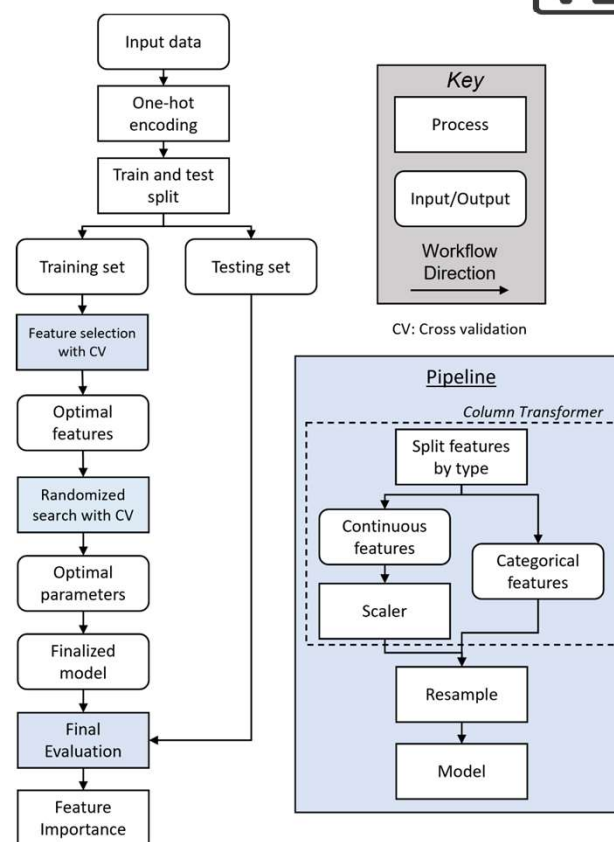 Input data
One-hot
encoding
Train and test
split
Training set
Testing set
Feature selection
with CV
Optimal
features
Randomized
search with CV
Optimal
parameters
Finalized
model
Final
Evaluation
Feature
Importance
Key
Process
Input/Output
Workflow
Direction
CV: Cross validation
Pipeline
Column Transformer
Split features
by type
Continuous
features
Categorical
features
Scaler
Resample
Model